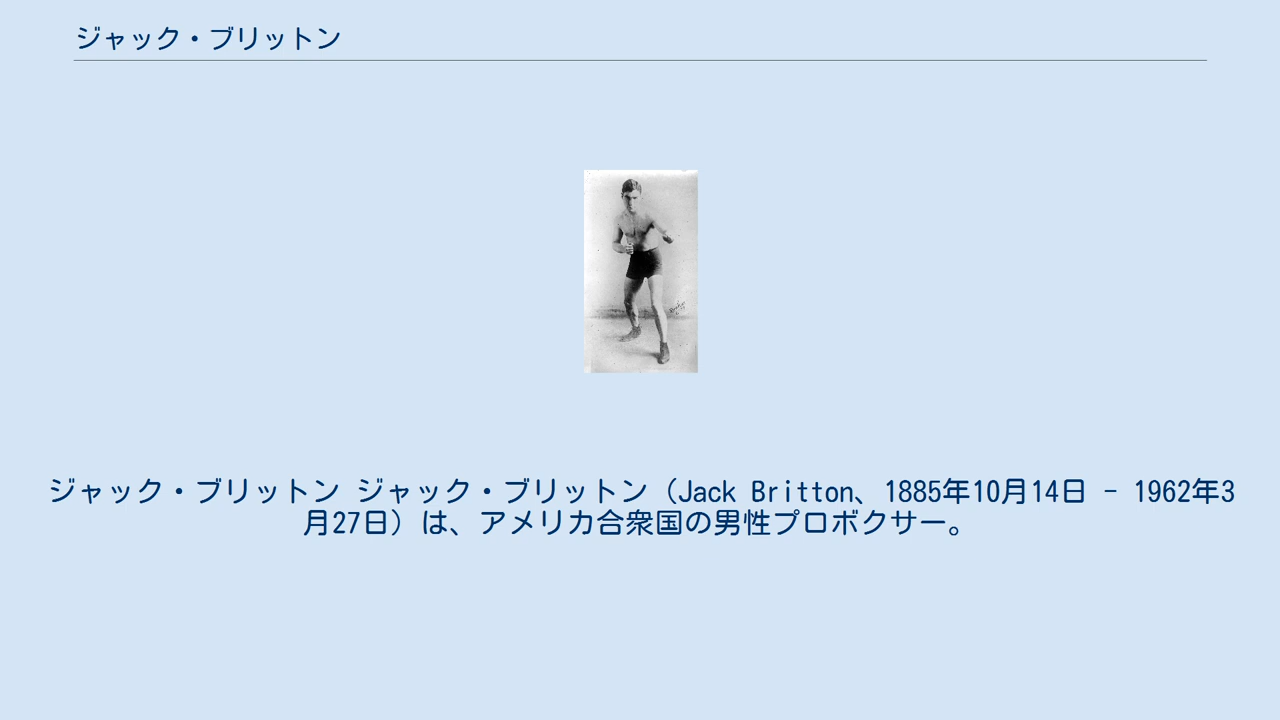 ジャック・ブリットン
ジャック・ブリットン ジャック・ブリットン（Jack Britton、1885年10月14日 - 1962年3
月27日）は、アメリカ合衆国の男性プロボクサー。